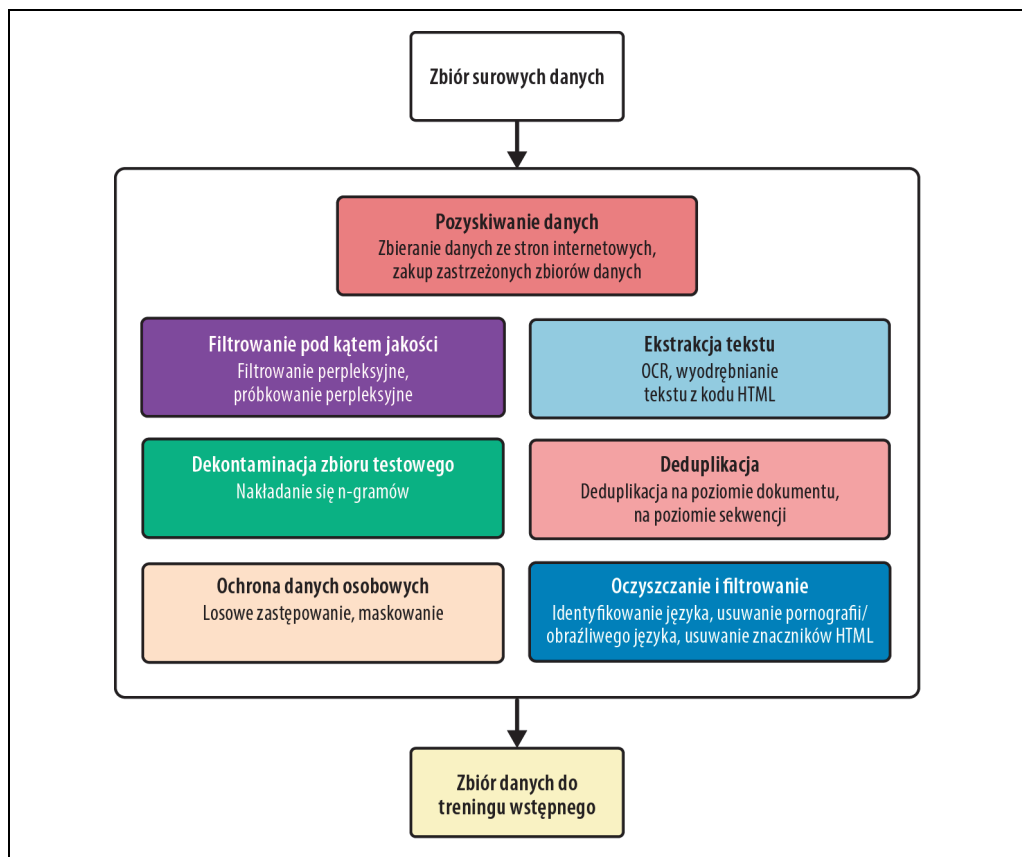 Zbiór surowych danych
Pozyskiwanie danych
Zbieranie danych ze stron internetowych,
zakup zastrzeżonych zbiorów danych
Filtrowanie pod kątem jakości
Filtrowanie perpleksyjne,
próbkowanie perpleksyjne
Ekstrakcja tekstu
OCR, wyodrębnianie
tekstu z kodu HTML
Dekontaminacja zbioru testowego
Nakładanie się n-gramów
Deduplikacja
Deduplikacja na poziomie dokumentu,
na poziomie sekwencji
Ochrona danych osobowych
Losowe zastępowanie, maskowanie
Oczyszczanie i filtrowanie
Identyfikowanie języka, usuwanie pornografii/
obraźliwego języka, usuwanie znaczników HTML
Zbiór danych do
treningu wstępnego